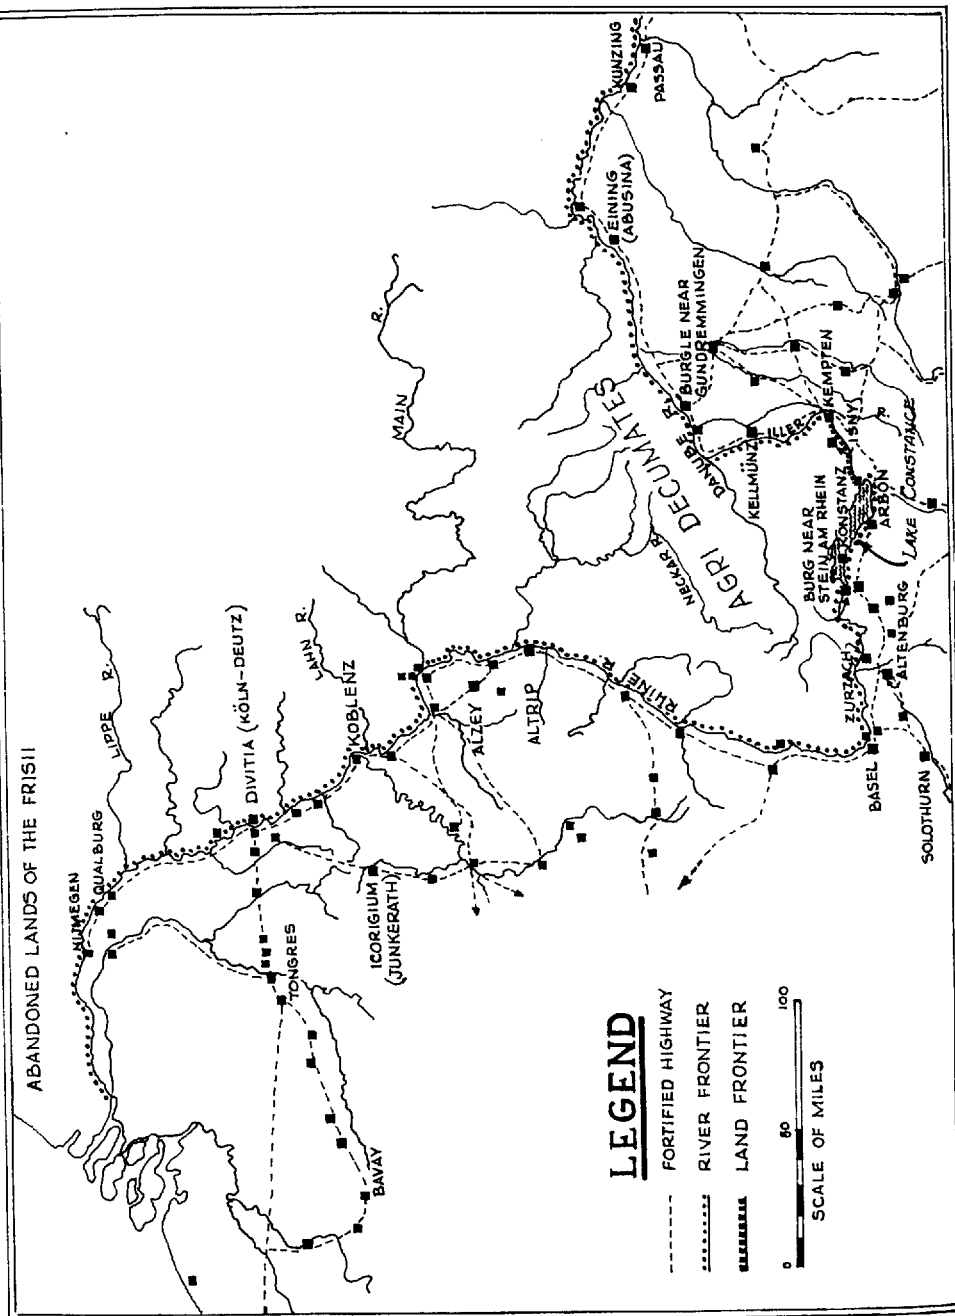 ABANDONED LANDS OF THE FRISII
NIJMEGEN
QUALBURG
LIPPE R.
DIVITIA (KÖLN-DEUTZ)
LAHN R.
KOBLENZ
MAIN R.
TONGRES
BAVAY
ICORIGIUM
(JUNKERATH)
ALZEY
ALTRIP
RHINE R.
NECKAR R.
AGRI DECUMATES
DANUBE R.
KUNZING
PASSAU
EINING
(ABUSINA)
BURGLE NEAR
GUNDREMMINGEN
ILLER R.
KELLMÜNZ
KEMPTEN
ISNY
BURG NEAR
STEIN AM RHEIN
KONSTANZ
ARBON
LAKE CONSTANCE
ZURZACH
ALTENBURG
BASEL
SOLOTHURN
LEGEND
FORTIFIED HIGHWAY
RIVER FRONTIER
LAND FRONTIER
0 50 100
SCALE OF MILES